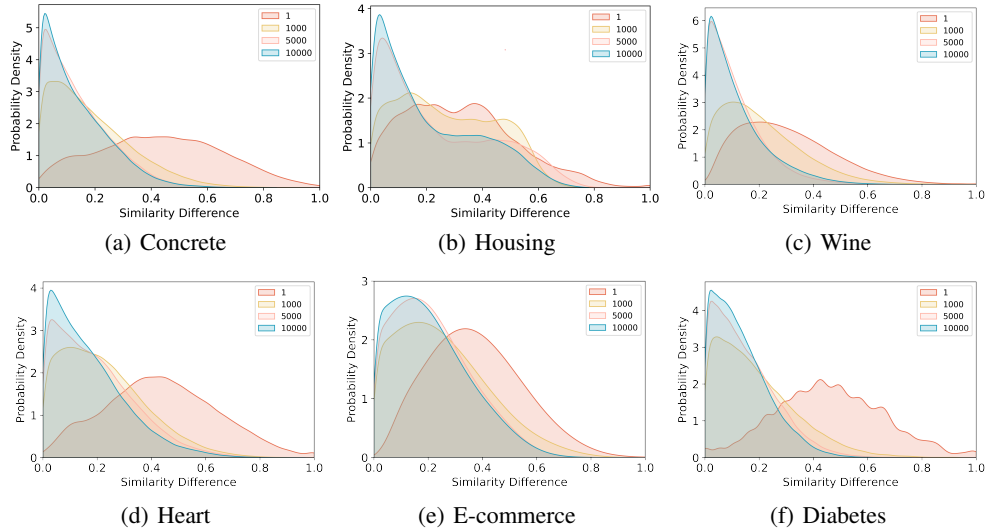 5
4
3
2
1
0
Probability Density
0.0 0.2 0.4 0.6 0.8 1.0
Similarity Difference
1
1000
5000
10000
(a) Concrete
4
3
2
1
0
Probability Density
0.0 0.2 0.4 0.6 0.8 1.0
Similarity Difference
1
1000
5000
10000
(b) Housing
6
5
4
3
2
1
0
Probability Density
0.0 0.2 0.4 0.6 0.8 1.0
Similarity Difference
1
1000
5000
10000
(c) Wine
4
3
2
1
0
Probability Density
0.0 0.2 0.4 0.6 0.8 1.0
Similarity Difference
1
1000
5000
10000
(d) Heart
3
2
1
0
Probability Density
0.0 0.2 0.4 0.6 0.8 1.0
Similarity Difference
1
1000
5000
10000
(e) E-commerce
4
3
2
1
0
Probability Density
0.0 0.2 0.4 0.6 0.8 1.0
Similarity Difference
1
1000
5000
10000
(f) Diabetes